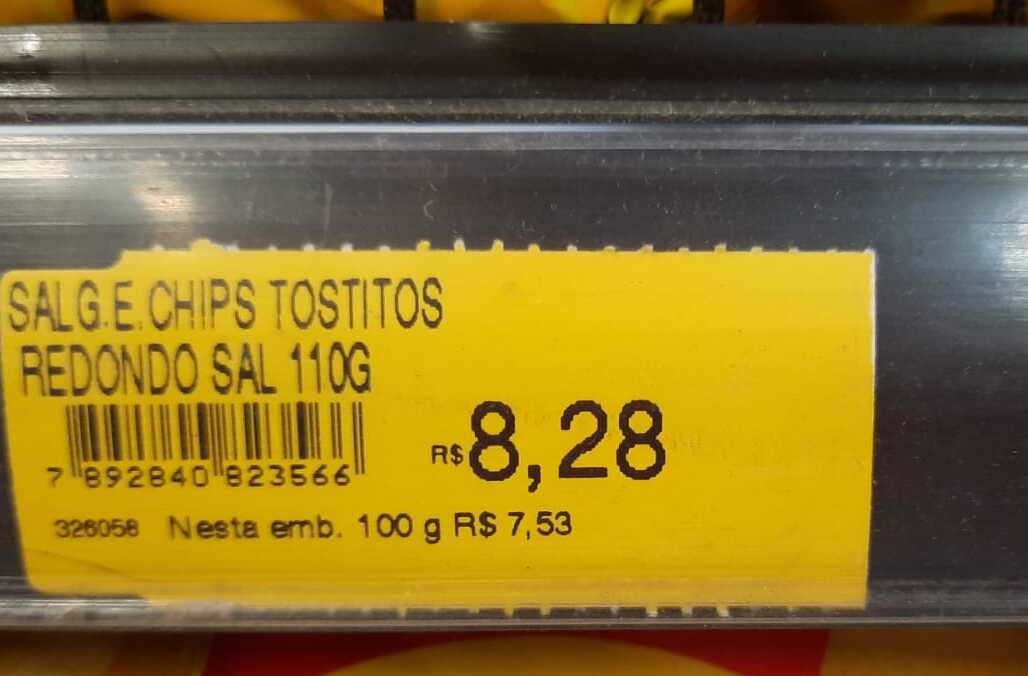 SALG.E.CHIPS TOSTITOS
REDONDO SAL 110G
R$ 8,28
7 892840 823566
326058 Nesta emb. 100 g R$ 7,53